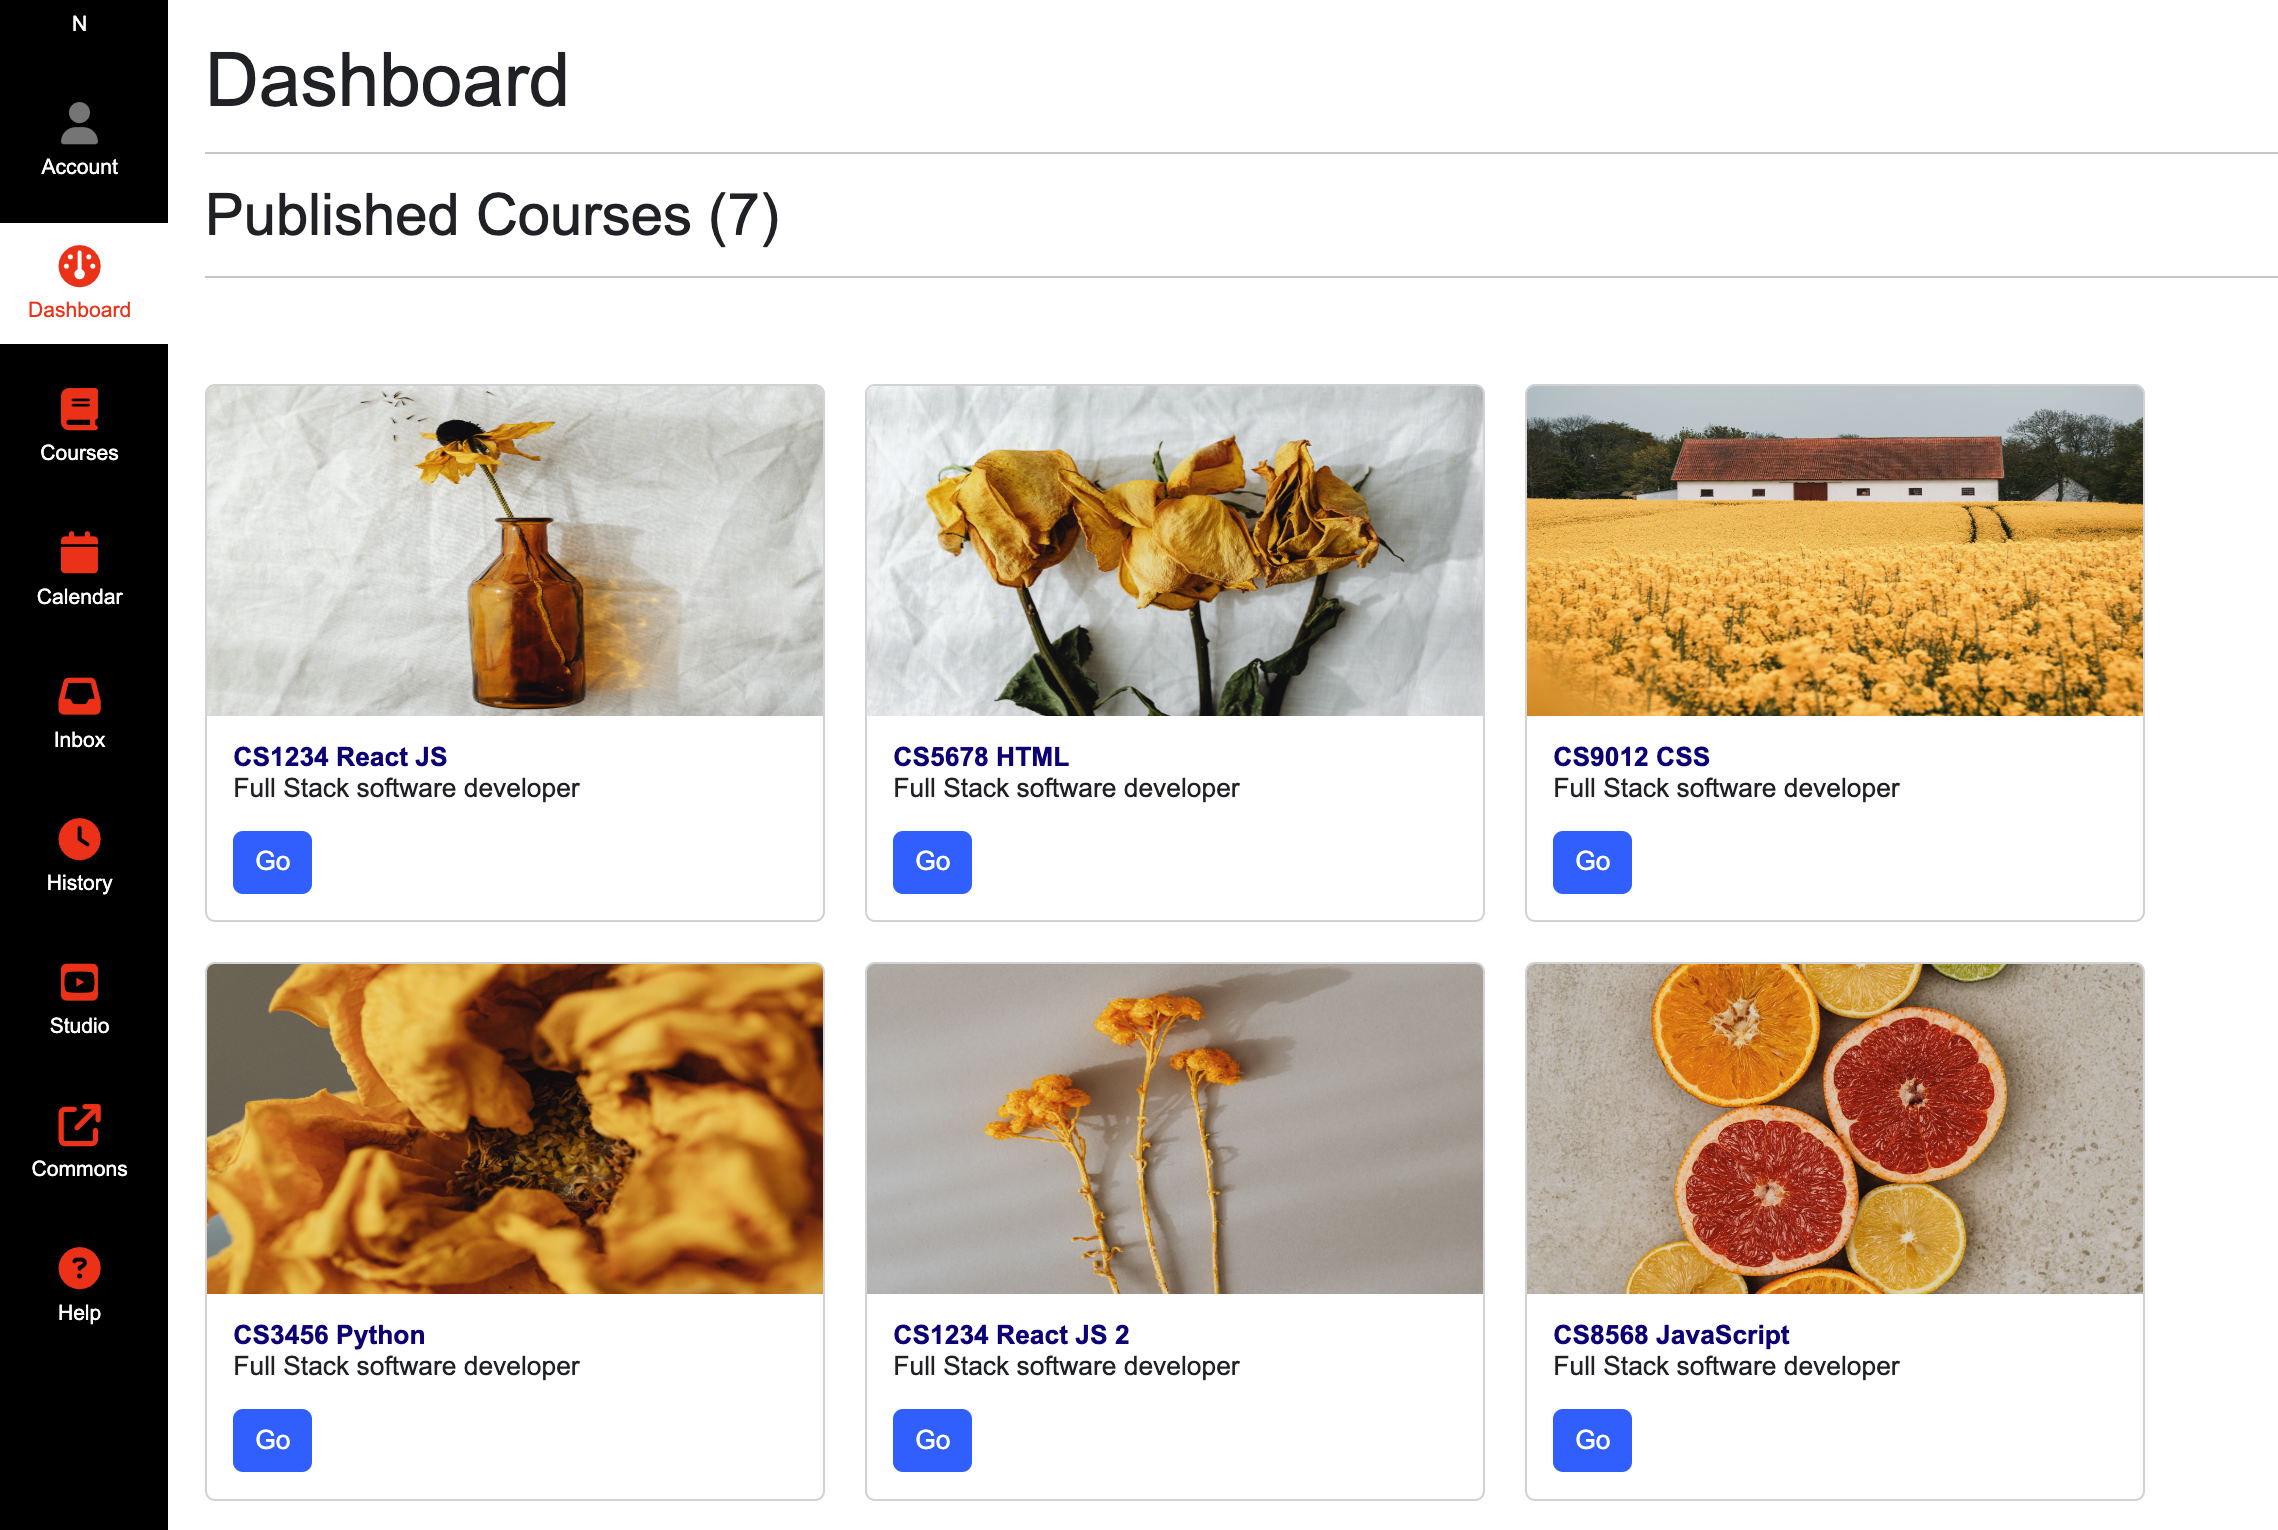 N
Account
Dashboard
Courses
Calendar
Inbox
History
Studio
Commons
Help
Dashboard
Published Courses (7)
CS1234 React JS
Full Stack software developer
Go
CS5678 HTML
Full Stack software developer
Go
CS9012 CSS
Full Stack software developer
Go
CS3456 Python
Full Stack software developer
Go
CS1234 React JS 2
Full Stack software developer
Go
CS8568 JavaScript
Full Stack software developer
Go